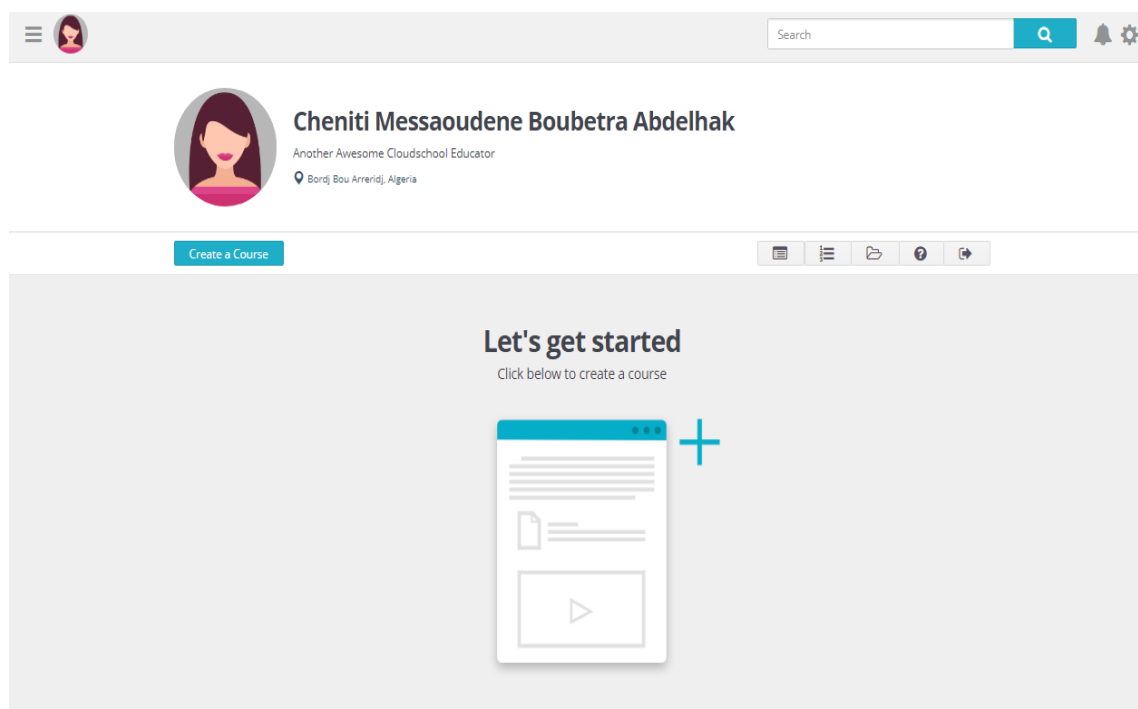 Search
Cheniti Messaoudene Boubetra Abdelhak
Another Awesome Cloudschool Educator
Bordj Bou Arreridj, Algeria
Create a Course
Let's get started
Click below to create a course